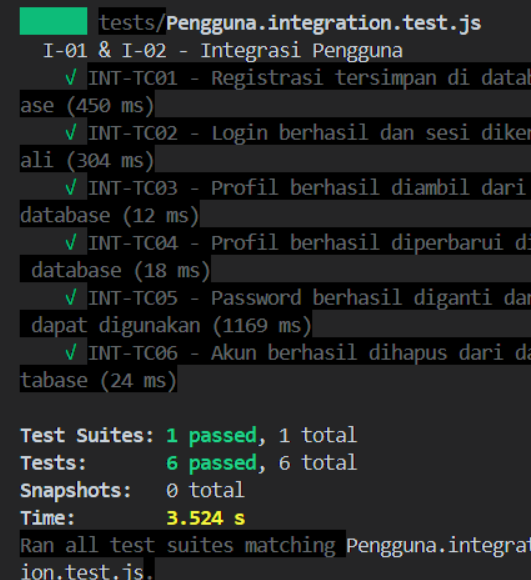 tests/Pengguna.integration.test.js
I-01 & I-02 - Integrasi Pengguna
√ INT-TC01 - Registrasi tersimpan di datab
ase (450 ms)
√ INT-TC02 - Login berhasil dan sesi diken
ali (304 ms)
√ INT-TC03 - Profil berhasil diambil dari
database (12 ms)
√ INT-TC04 - Profil berhasil diperbarui di
database (18 ms)
√ INT-TC05 - Password berhasil diganti dan
dapat digunakan (1169 ms)
√ INT-TC06 - Akun berhasil dihapus dari da
tabase (24 ms)
Test Suites: 1 passed, 1 total
Tests: 6 passed, 6 total
Snapshots: 0 total
Time: 3.524 s
Ran all test suites matching Pengguna.integrat
ion.test.js.